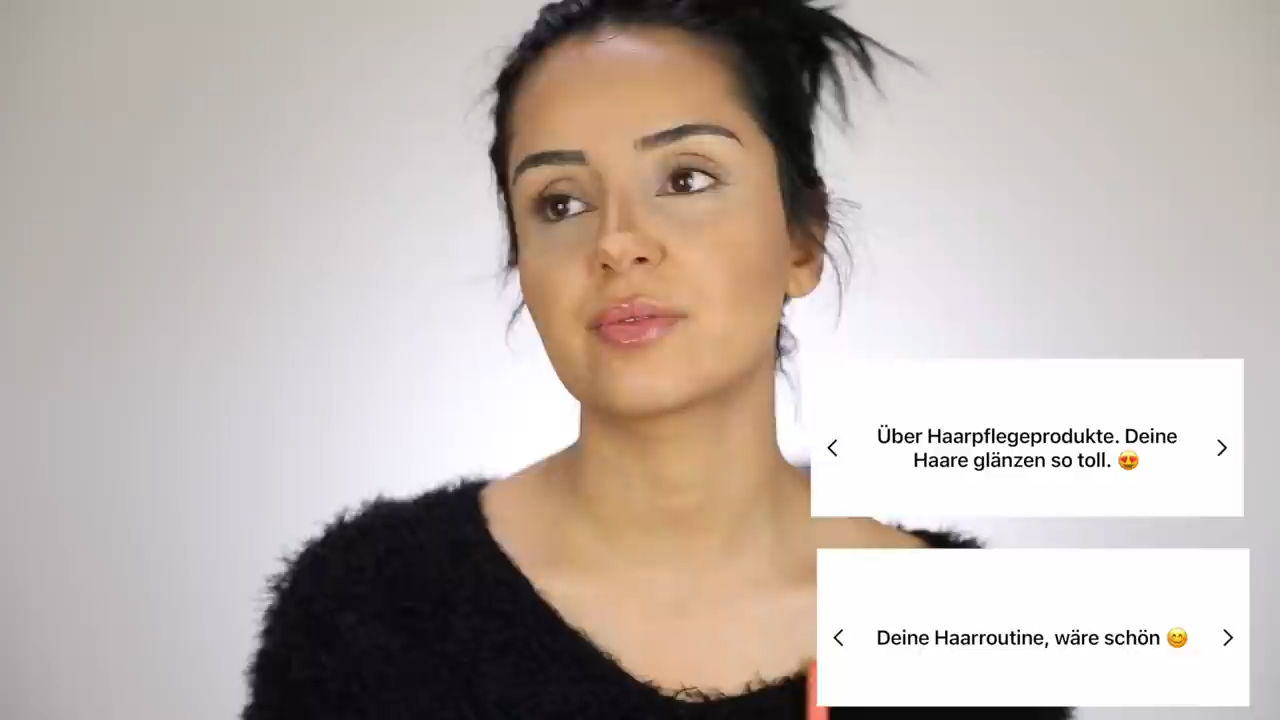 Über Haarpflegeprodukte. Deine
Haare glänzen so toll. 😍
Deine Haarroutine, wäre schön 😊